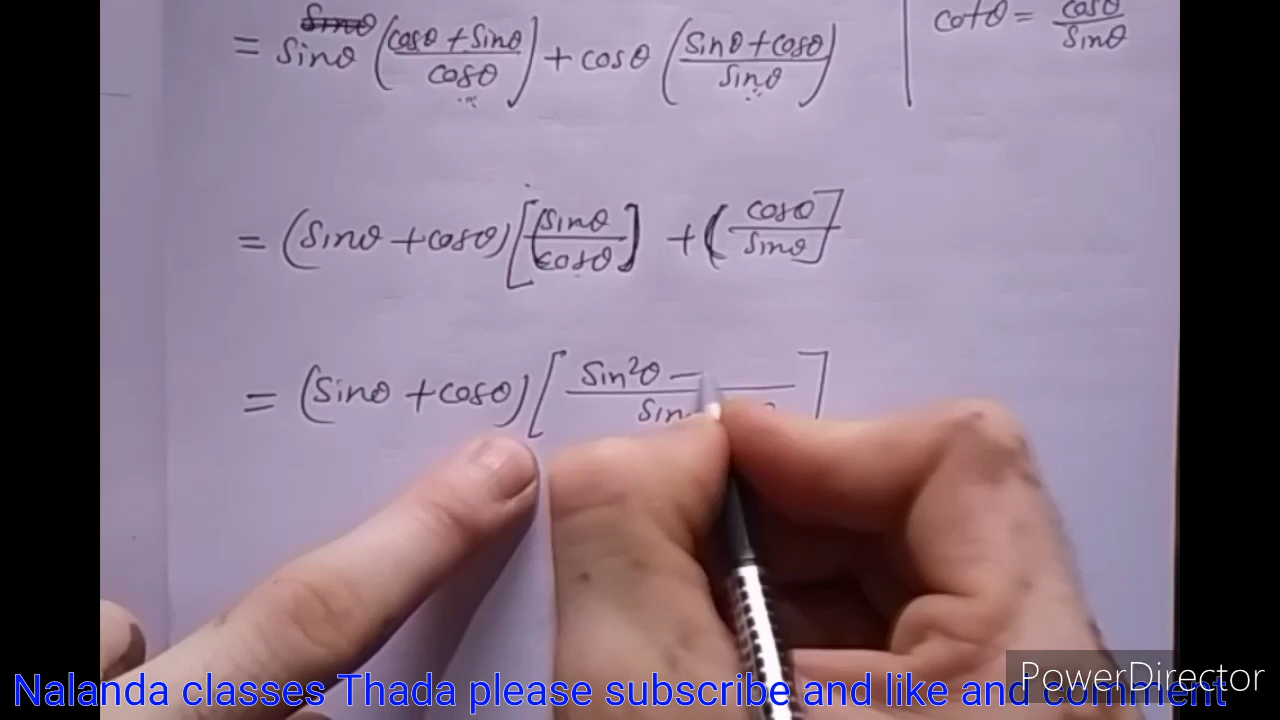 = sinθ (cosθ + sinθ / cosθ) + cosθ (sinθ + cosθ / sinθ)
cotθ = cosθ / sinθ
= (sinθ + cosθ) [(sinθ / cosθ] + (cosθ / sinθ]
= (sinθ + cosθ) [sin²θ – / sin ]
PowerDirector
Nalanda classes Thada please subscribe and like and comment